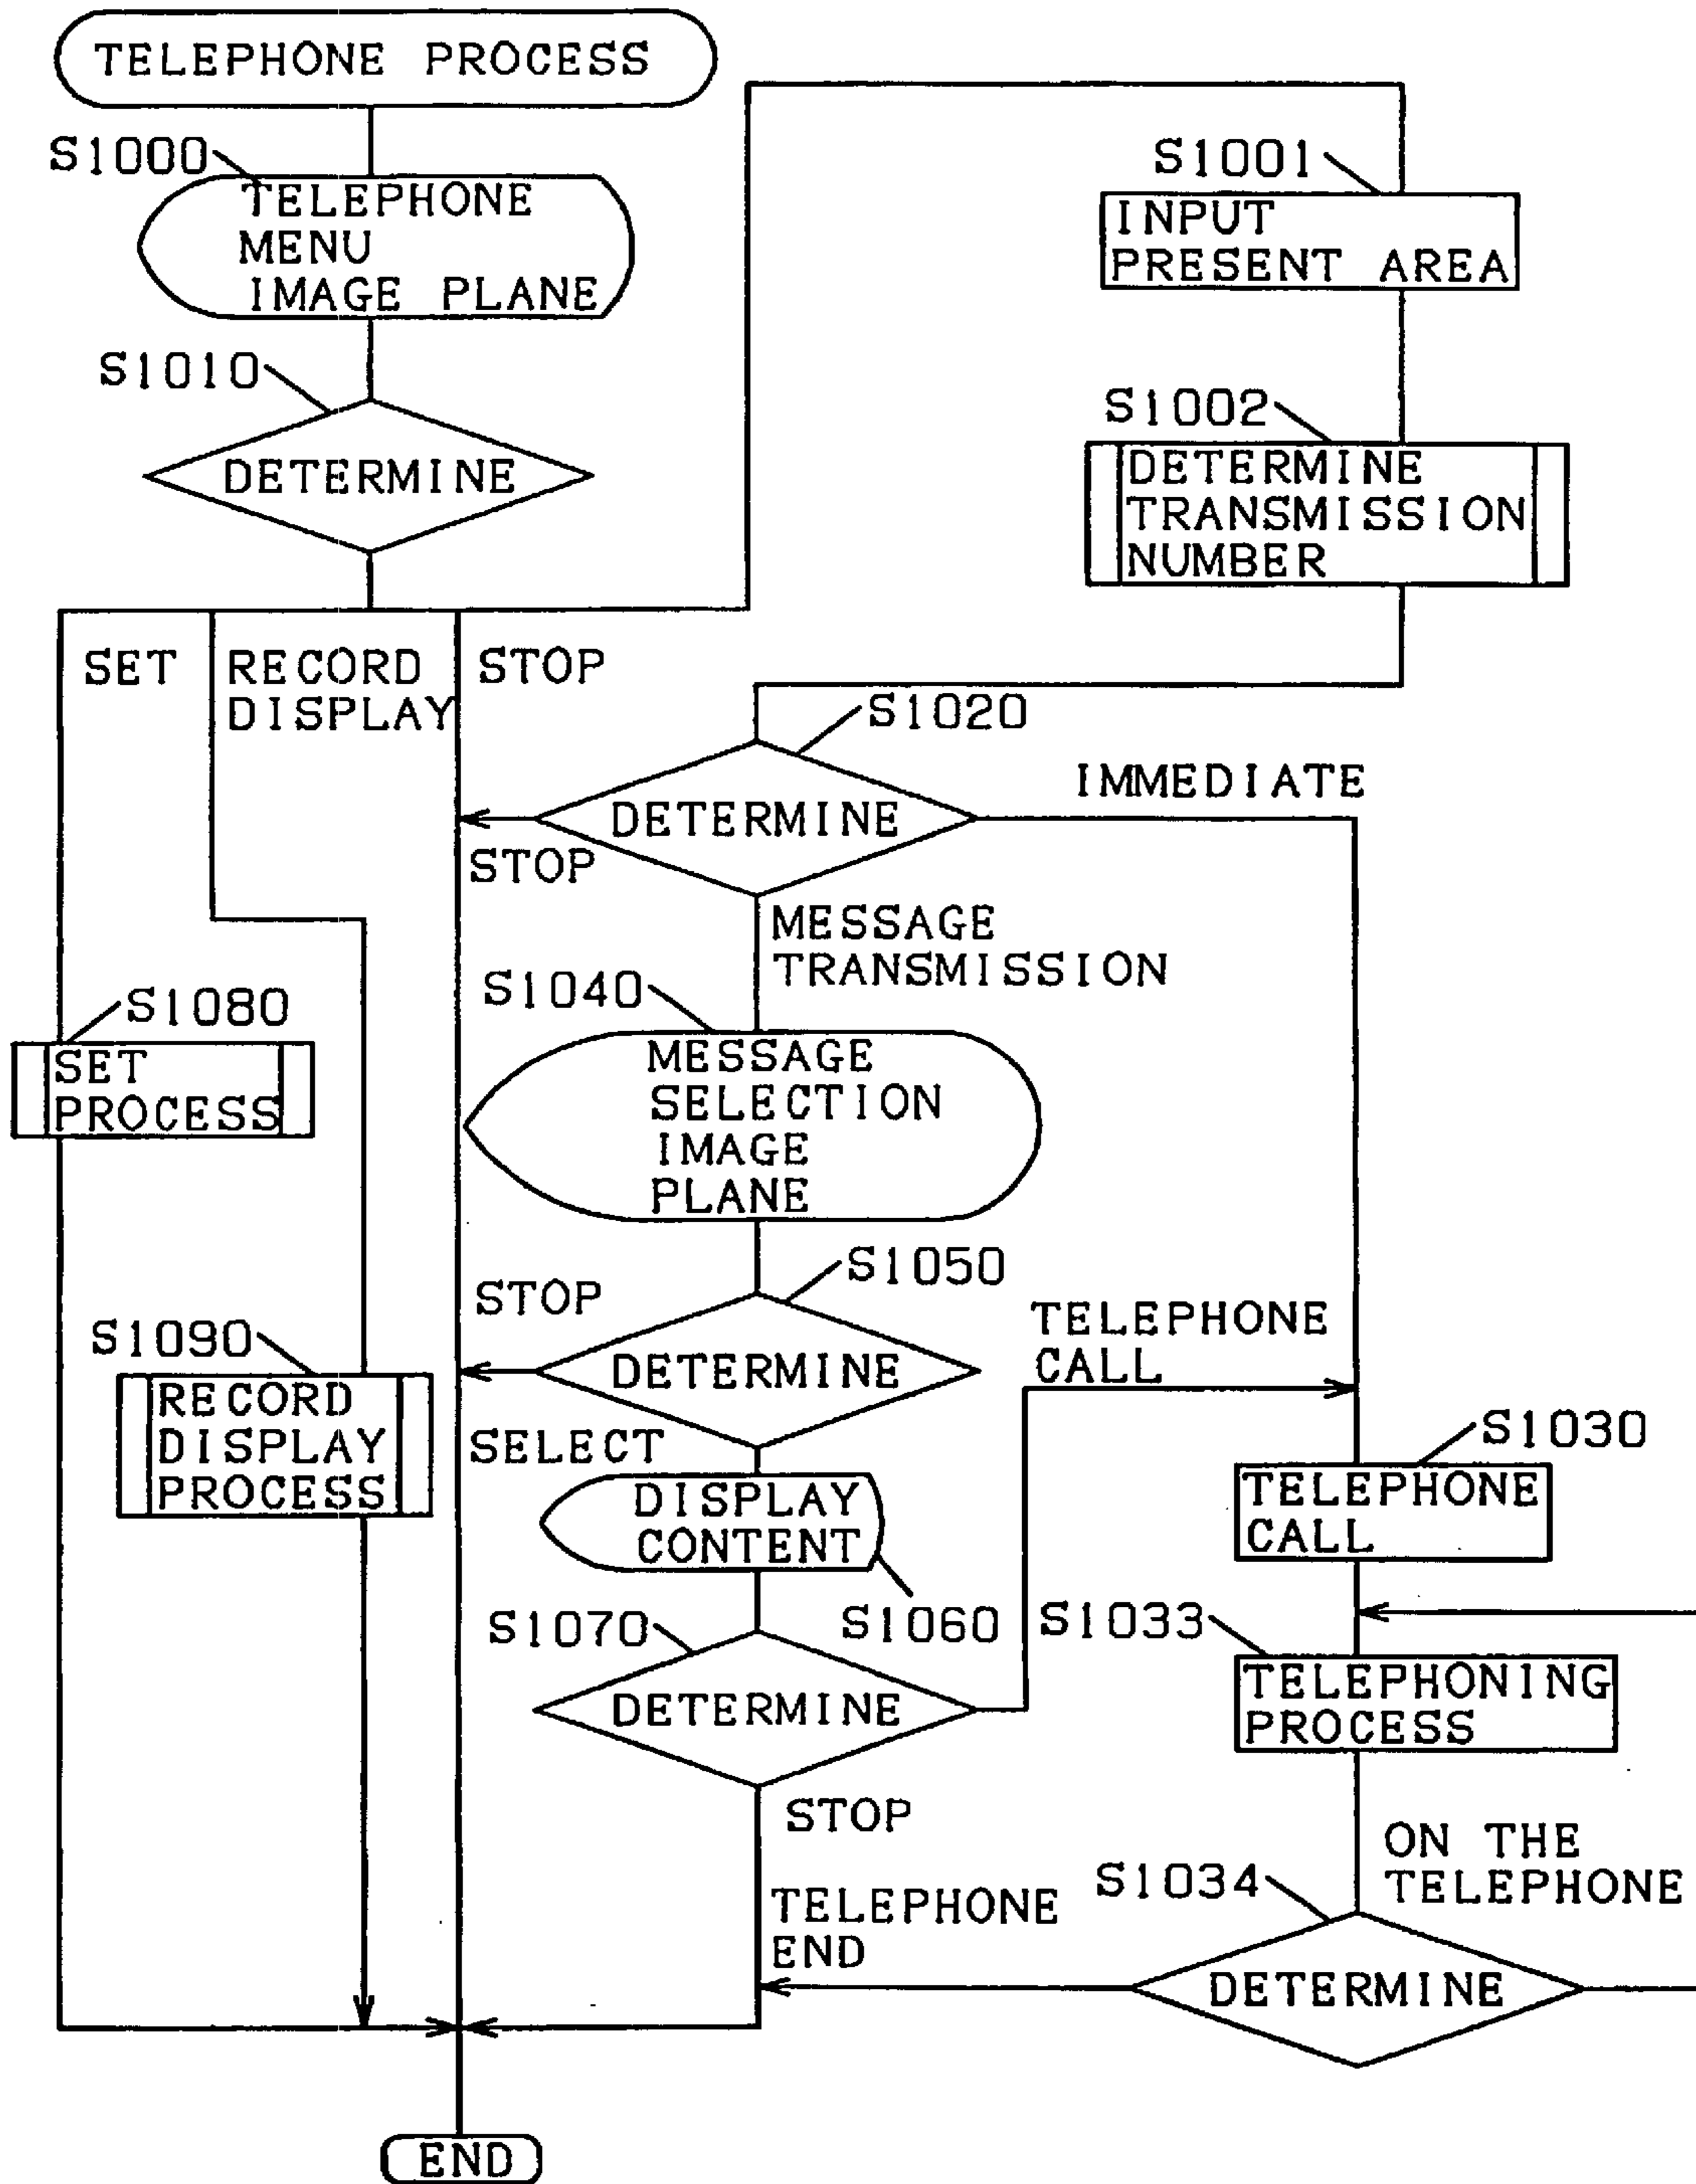 TELEPHONE PROCESS
S1000
TELEPHONE
MENU
IMAGE PLANE
S1010
DETERMINE
SET
RECORD
DISPLAY
STOP
S1001
INPUT
PRESENT AREA
S1002
DETERMINE
TRANSMISSION
NUMBER
S1020
DETERMINE
IMMEDIATE
STOP
MESSAGE
TRANSMISSION
S1040
MESSAGE
SELECTION
IMAGE
PLANE
S1080
SET
PROCESS
S1050
STOP
DETERMINE
TELEPHONE
CALL
S1090
RECORD
DISPLAY
PROCESS
SELECT
DISPLAY
CONTENT
S1060
S1030
TELEPHONE
CALL
S1070
DETERMINE
S1033
TELEPHONING
PROCESS
STOP
ON THE
TELEPHONE
S1034
TELEPHONE
END
DETERMINE
END